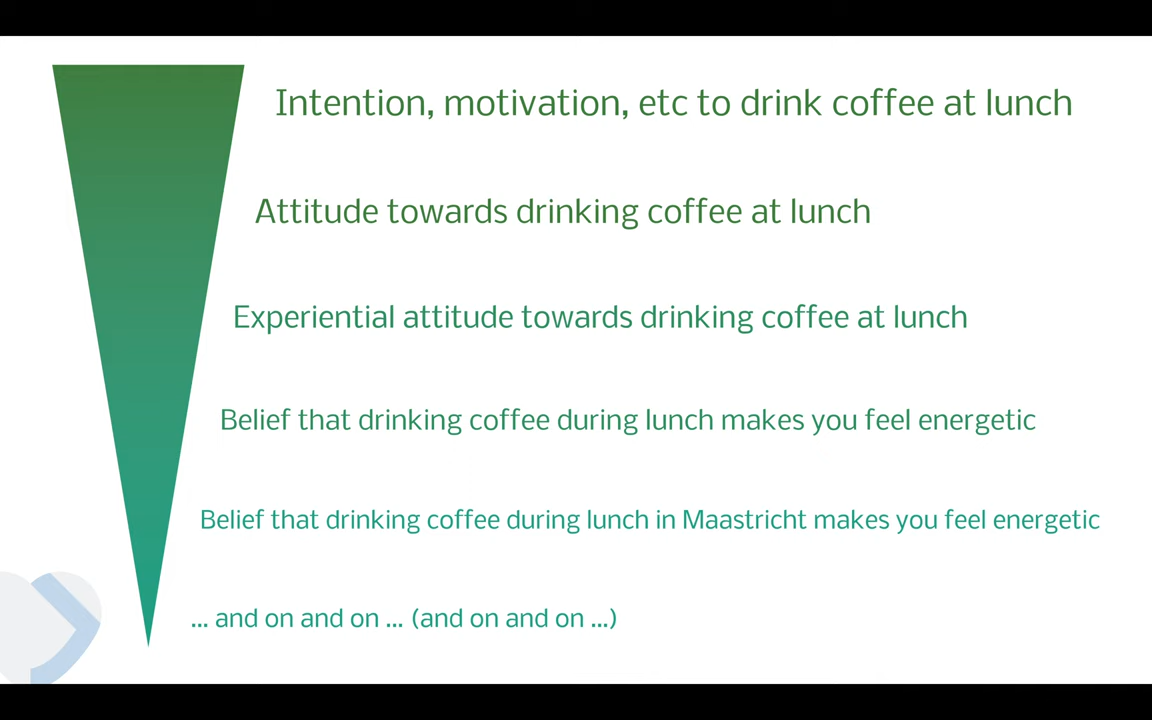 Intention, motivation, etc to drink coffee at lunch
Attitude towards drinking coffee at lunch
Experiential attitude towards drinking coffee at lunch
Belief that drinking coffee during lunch makes you feel energetic
Belief that drinking coffee during lunch in Maastricht makes you feel energetic
... and on and on ... (and on and on ...)